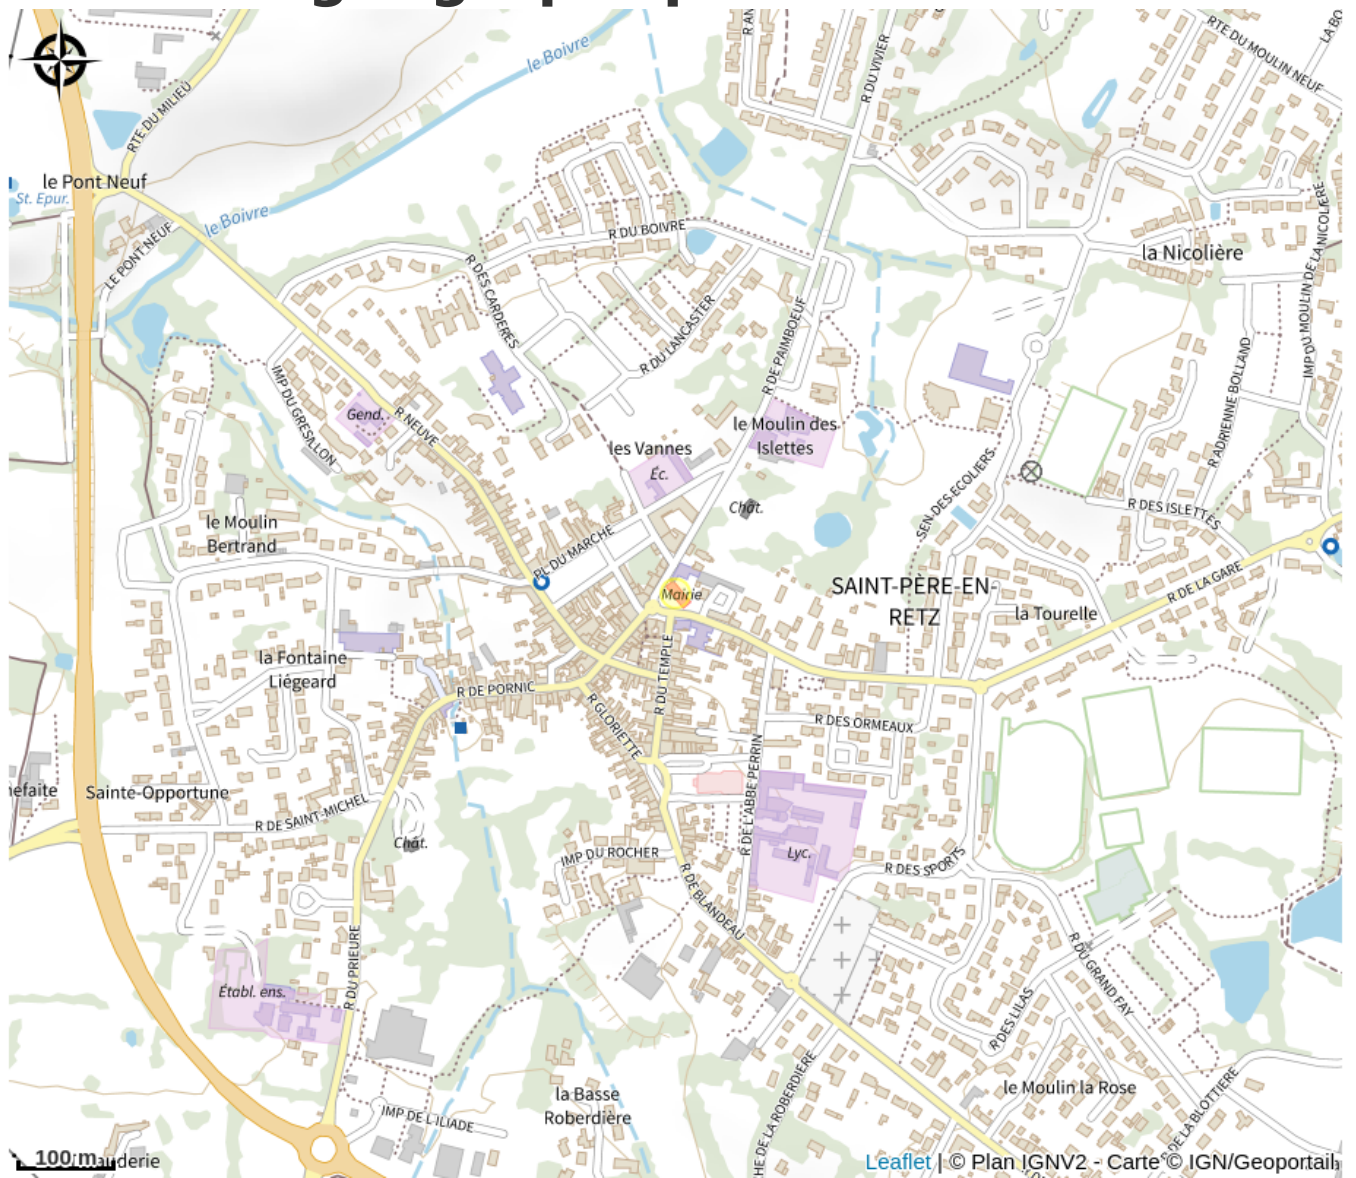 le Boivre
RTE DU MOULIN NEUF
R DU VIVIER
RTE DU MILIEU
le Pont Neuf
St. Epur.
le Boivre
LE PONT NEUF
R DU BOIVRE
la Nicolière
IMP DU MOULIN DE LA NICOLIERE
R DES CARDERES
R DU LANCASTER
R DE PAIMBOEUF
R ADRIENNE BOLLAND
IMP DU GRESILLON
Gend.
R NEUVE
le Moulin des
Islettes
les Vannes
Éc.
Chât.
SEN DES ECOLIERS
R DES ISLETTES
le Moulin
Bertrand
PL DU MARCHE
Mairie
SAINT-PÈRE-EN-
RETZ
la Tourelle
R DE LA GARE
la Fontaine
Liégeard
R DE PORNIC
R DU TEMPLE
R GLORIETTE
R DES ORMEAUX
R DE L'ABBE PERRIN
Sainte-Opportune
R DE SAINT-MICHEL
Chât.
IMP DU ROCHER
Lyc.
R DES SPORTS
R DE BLANDEAU
R DU PRIEURE
Établ. ens.
R DU GRAND FAY
R DES LILAS
le Moulin la Rose
la Basse
Roberdière
IMP DE L'ILIADE
HE DE LA ROBERDIERE
R DE LA BLOTTIERE
100 m
auderie
Leaflet | © Plan IGNV2 - Carte © IGN/Geoportail